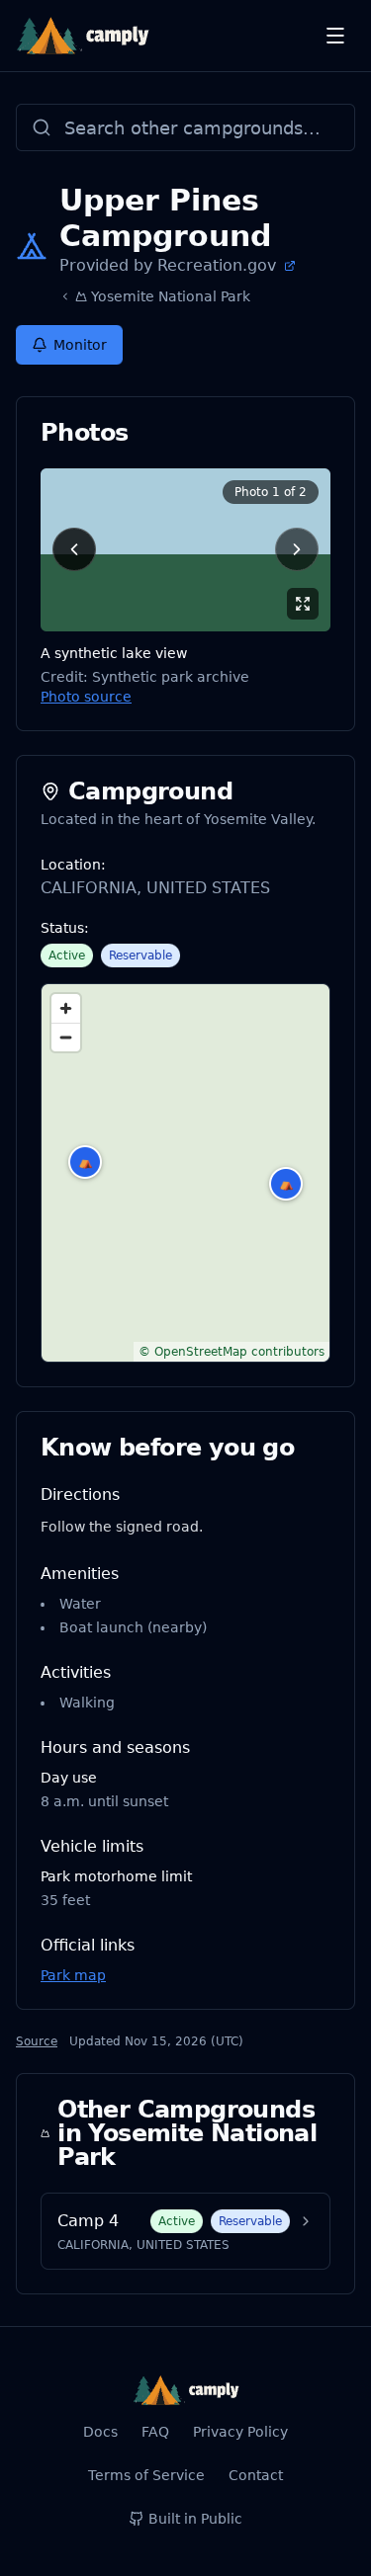 camply
Search other campgrounds...
Upper Pines
Campground
Provided by Recreation.gov
Yosemite National Park
Monitor
Photos
Photo 1 of 2
A synthetic lake view
Credit: Synthetic park archive
Photo source
Campground
Located in the heart of Yosemite Valley.
Location:
CALIFORNIA, UNITED STATES
Status:
Active Reservable
+
−
© OpenStreetMap contributors
Know before you go
Directions
Follow the signed road.
Amenities
• Water
• Boat launch (nearby)
Activities
• Walking
Hours and seasons
Day use
8 a.m. until sunset
Vehicle limits
Park motorhome limit
35 feet
Official links
Park map
Source Updated Nov 15, 2026 (UTC)
Other Campgrounds
in Yosemite National
Park
Camp 4 Active Reservable
CALIFORNIA, UNITED STATES
camply
Docs FAQ Privacy Policy
Terms of Service Contact
Built in Public